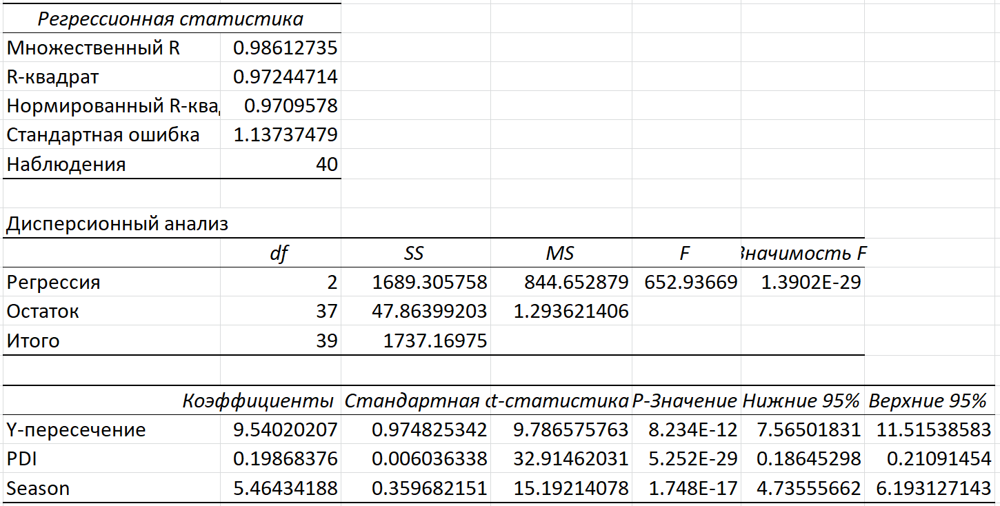 Регрессионная статистика
Множественный R 0.98612735
R-квадрат 0.97244714
Нормированный R-ква 0.9709578
Стандартная ошибка 1.13737479
Наблюдения 40
Дисперсионный анализ
df SS MS F Значимость F
Регрессия 2 1689.305758 844.652879 652.93669 1.3902E-29
Остаток 37 47.86399203 1.293621406
Итого 39 1737.16975
Коэффициенты Стандартная t-статистика P-Значение Нижние 95% Верхние 95%
Y-пересечение 9.54020207 0.974825342 9.786575763 8.234E-12 7.56501831 11.51538583
PDI 0.19868376 0.006036338 32.91462031 5.252E-29 0.18645298 0.21091454
Season 5.46434188 0.359682151 15.19214078 1.748E-17 4.73555662 6.193127143